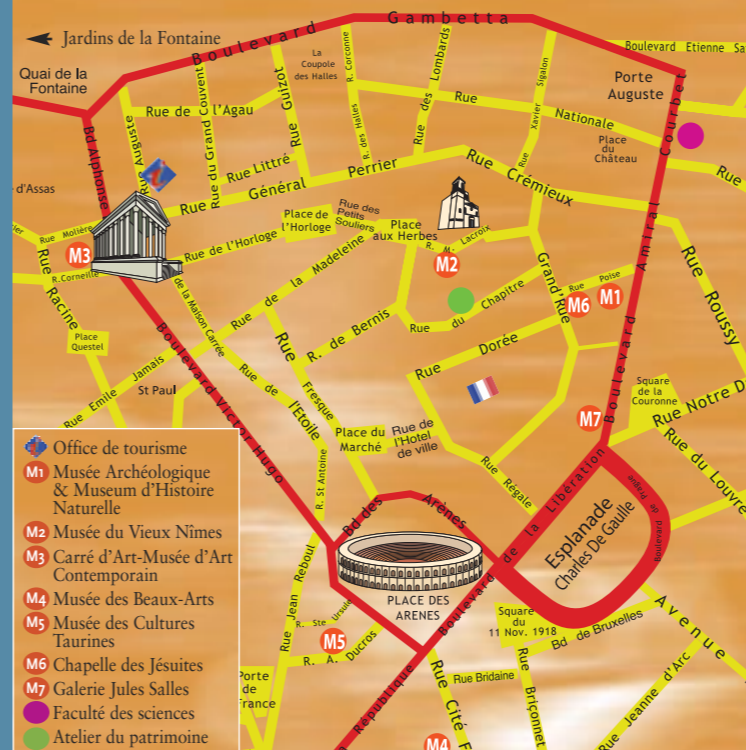 Jardins de la Fontaine
Boulevard Gambetta
Quai de la
Fontaine
La
Coupole
des Halles
R. Corconne
Boulevard Etienne Sa
Porte
Auguste
Bd Alphonse
Rue Auguste
Rue de l'Agau
Rue du Grand Couvent
Rue Guizot
R. des Halles
Rue des Lombards
Rue Nationale
Rue Xavier Sigalon
Place
du
Château
Boulevard Amiral Courbet
Rue
d'Assas
Rue Littré
Rue Général Perrier
Rue Crémieux
Rue Molière
M3
R.Corneille
Rue Racine
Place
Questel
Rue de l'Horloge
Place de
l'Horloge
Rue des
Petits
Souliers
Place
aux Herbes
R. M. Lacroix
M2
Grand'Rue
Rue Poise
M6
M1
Rue Roussy
de la Maison Carrée
Rue de la Madeleine
R. de Bernis
Rue du Chapitre
Rue Dorée
Rue Emile Jamais
St Paul
Boulevard Victor Hugo
Rue de l'Etoile
Rue Fresque
Place du
Marché
Rue de
l'Hotel
de ville
Rue Régale
M7
Square
de la
Couronne
Rue Notre D
Rue du Louvre
R. St Antoine
Bd des Arènes
PLACE DES
ARENES
Boulevard de la Libération
Esplanade
Charles De Gaulle
Boulevard de Prague
Rue Jean Reboul
R. Ste Ursule
M5
R. A. Ducros
Porte
de
France
République
Square
du
11 Nov. 1918
Bd de Bruxelles
Avenue
Rue Cité F
Rue Bridaine
Rue Briçonnet
Rue Jeanne d'Arc
M4
Office de tourisme
M1 Musée Archéologique
& Museum d'Histoire
Naturelle
M2 Musée du Vieux Nîmes
M3 Carré d'Art-Musée d'Art
Contemporain
M4 Musée des Beaux-Arts
M5 Musée des Cultures
Taurines
M6 Chapelle des Jésuites
M7 Galerie Jules Salles
Faculté des sciences
Atelier du patrimoine